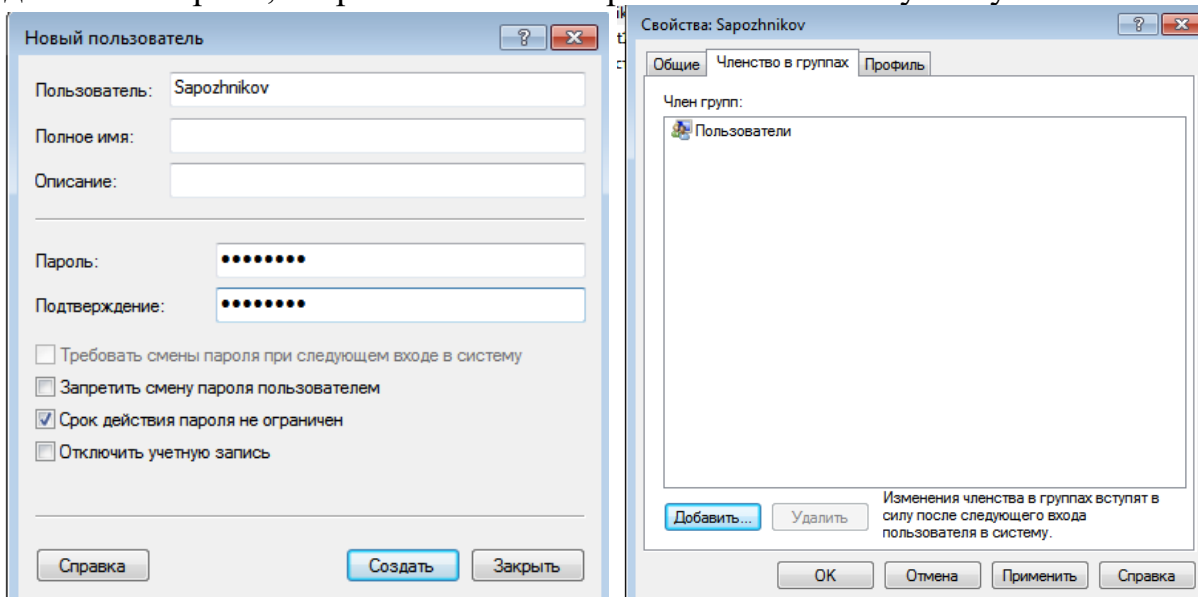 Новый пользователь
Пользователь: Sapozhnikov
Полное имя:
Описание:
Пароль: ●●●●●●●●
Подтверждение: ●●●●●●●●
Требовать смены пароля при следующем входе в систему
Запретить смену пароля пользователем
Срок действия пароля не ограничен
Отключить учетную запись
Справка Создать Закрыть
Свойства: Sapozhnikov
Общие Членство в группах Профиль
Член групп:
Пользователи
Добавить... Удалить
Изменения членства в группах вступят в
силу после следующего входа
пользователя в систему.
OK Отмена Применить Справка